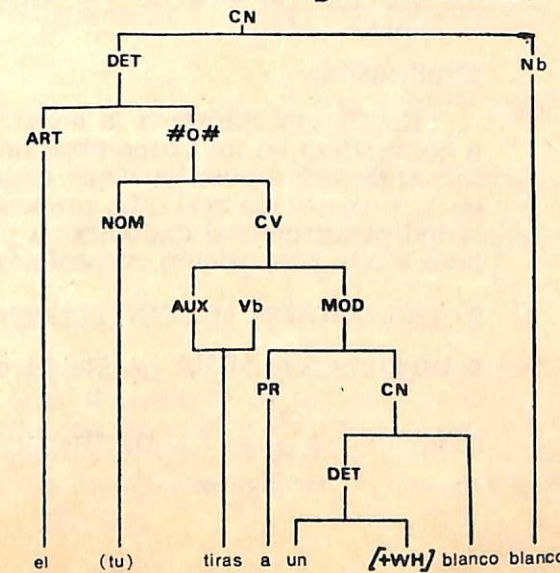 CN
DET Nb
ART #O#
NOM CV
AUX Vb MOD
PR CN
DET
el (tu) tiras a un [+WH] blanco blanco